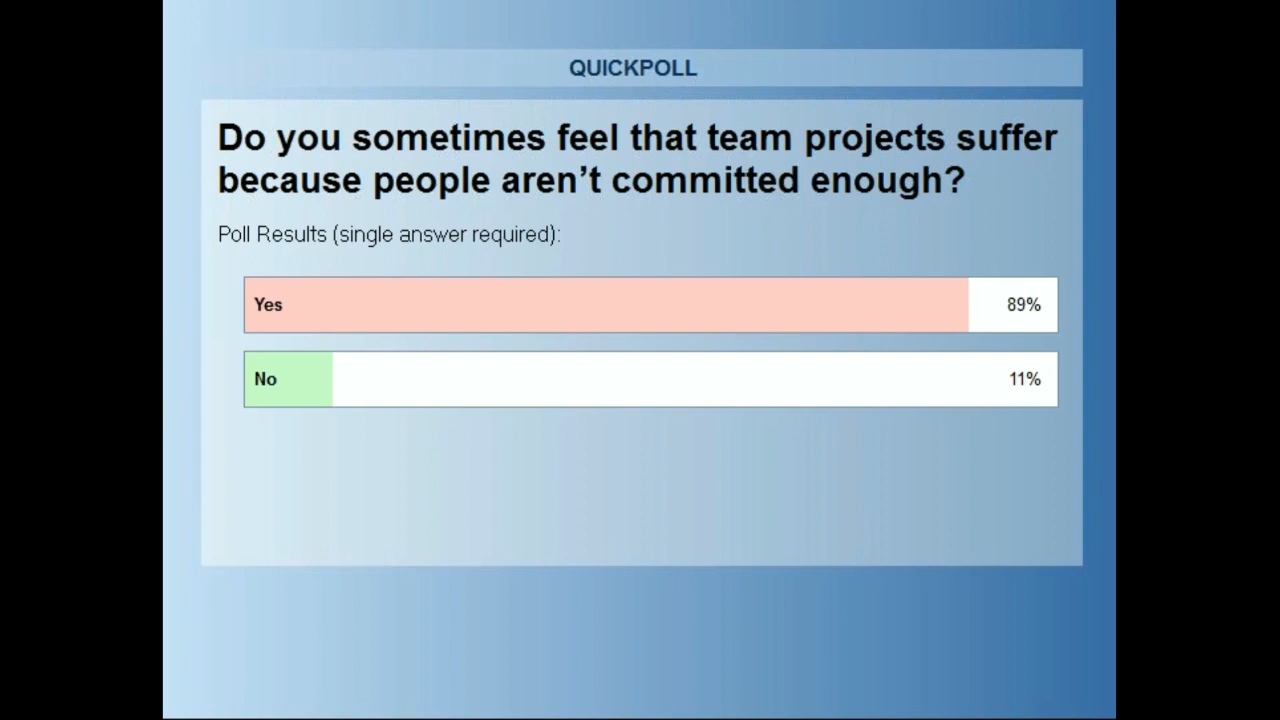 QUICKPOLL
Do you sometimes feel that team projects suffer
because people aren’t committed enough?
Poll Results (single answer required):
Yes 89%
No 11%